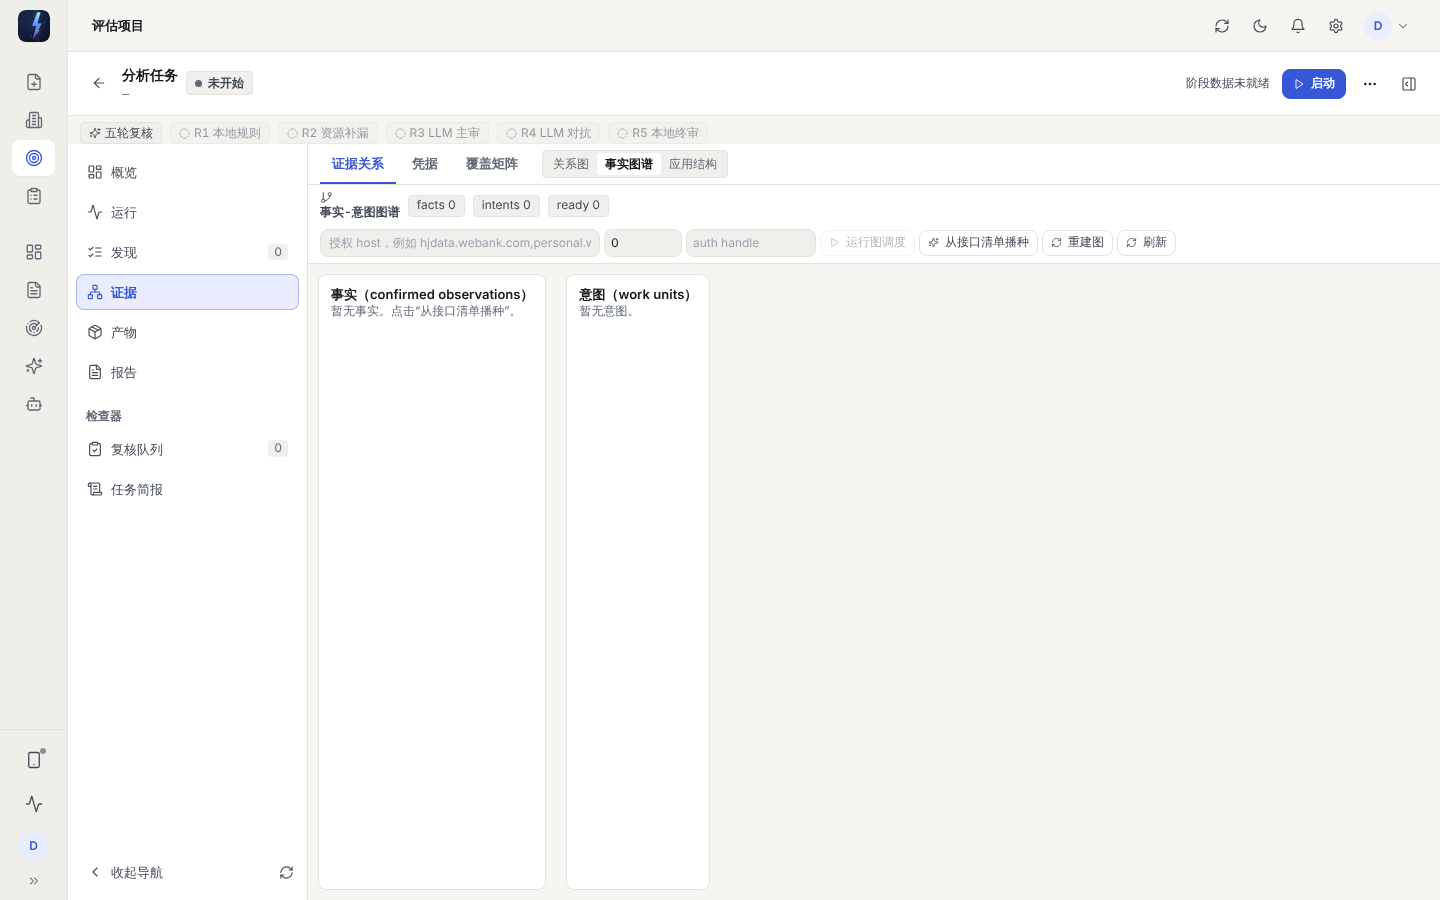 评估项目
D
分析任务
—
未开始
阶段数据未就绪
启动
五轮复核
R1 本地规则
R2 资源补漏
R3 LLM 主审
R4 LLM 对抗
R5 本地终审
概览
运行
发现
0
证据
产物
报告
检查器
复核队列
0
任务简报
收起导航
D
证据关系
凭据
覆盖矩阵
关系图
事实图谱
应用结构
事实-意图图谱
facts 0
intents 0
ready 0
授权 host，例如 hjdata.webank.com,personal.v
0
auth handle
运行图调度
从接口清单播种
重建图
刷新
事实（confirmed observations）
暂无事实。点击“从接口清单播种”。
意图（work units）
暂无意图。